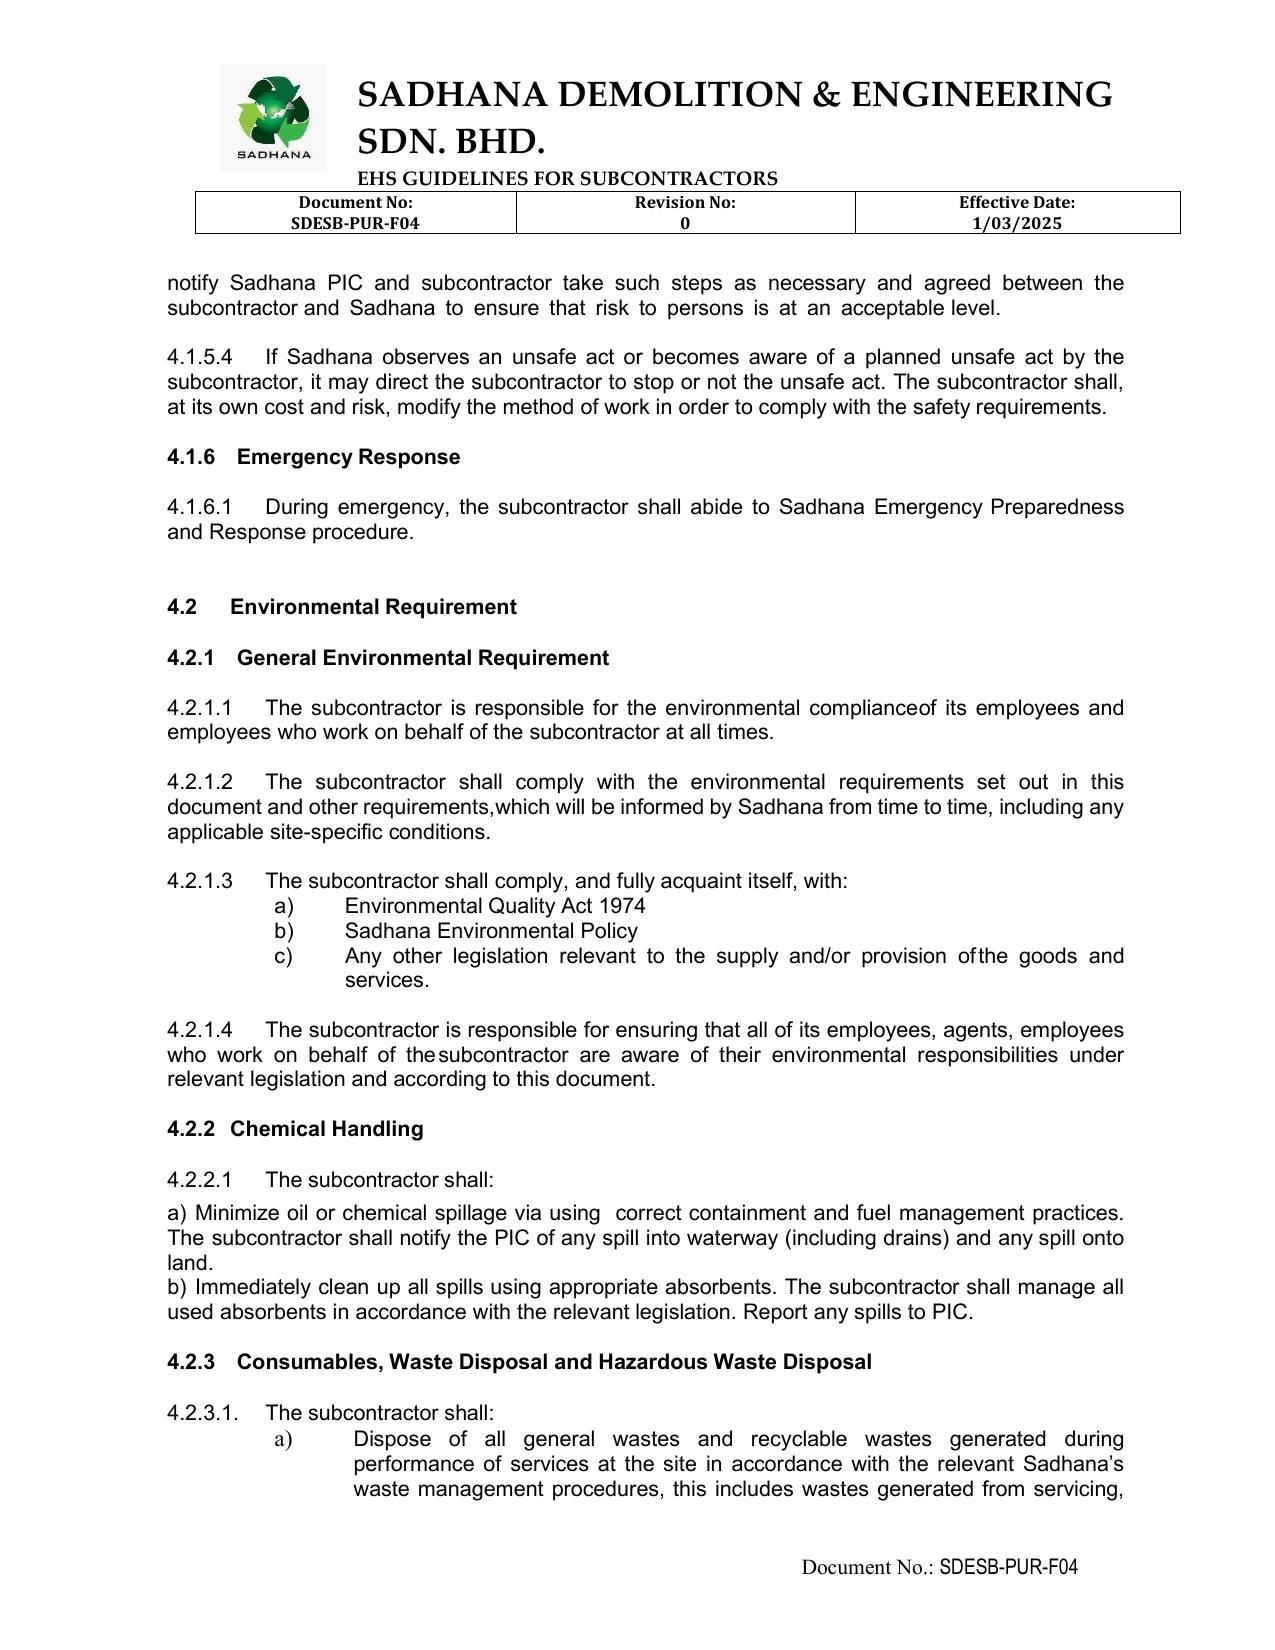 SADHANA
SADHANA DEMOLITION & ENGINEERING
SDN. BHD.
EHS GUIDELINES FOR SUBCONTRACTORS
Document No: Revision No: Effective Date:
SDESB-PUR-F04 0 1/03/2025
notify Sadhana PIC and subcontractor take such steps as necessary and agreed between the
subcontractor and Sadhana to ensure that risk to persons is at an acceptable level.
4.1.5.4 If Sadhana observes an unsafe act or becomes aware of a planned unsafe act by the
subcontractor, it may direct the subcontractor to stop or not the unsafe act. The subcontractor shall,
at its own cost and risk, modify the method of work in order to comply with the safety requirements.
4.1.6 Emergency Response
4.1.6.1 During emergency, the subcontractor shall abide to Sadhana Emergency Preparedness
and Response procedure.
4.2 Environmental Requirement
4.2.1 General Environmental Requirement
4.2.1.1 The subcontractor is responsible for the environmental complianceof its employees and
employees who work on behalf of the subcontractor at all times.
4.2.1.2 The subcontractor shall comply with the environmental requirements set out in this
document and other requirements,which will be informed by Sadhana from time to time, including any
applicable site-specific conditions.
4.2.1.3 The subcontractor shall comply, and fully acquaint itself, with:
a) Environmental Quality Act 1974
b) Sadhana Environmental Policy
c) Any other legislation relevant to the supply and/or provision ofthe goods and
services.
4.2.1.4 The subcontractor is responsible for ensuring that all of its employees, agents, employees
who work on behalf of thesubcontractor are aware of their environmental responsibilities under
relevant legislation and according to this document.
4.2.2 Chemical Handling
4.2.2.1 The subcontractor shall:
a) Minimize oil or chemical spillage via using correct containment and fuel management practices.
The subcontractor shall notify the PIC of any spill into waterway (including drains) and any spill onto
land.
b) Immediately clean up all spills using appropriate absorbents. The subcontractor shall manage all
used absorbents in accordance with the relevant legislation. Report any spills to PIC.
4.2.3 Consumables, Waste Disposal and Hazardous Waste Disposal
4.2.3.1. The subcontractor shall:
a) Dispose of all general wastes and recyclable wastes generated during
performance of services at the site in accordance with the relevant Sadhana’s
waste management procedures, this includes wastes generated from servicing,
Document No.: SDESB-PUR-F04